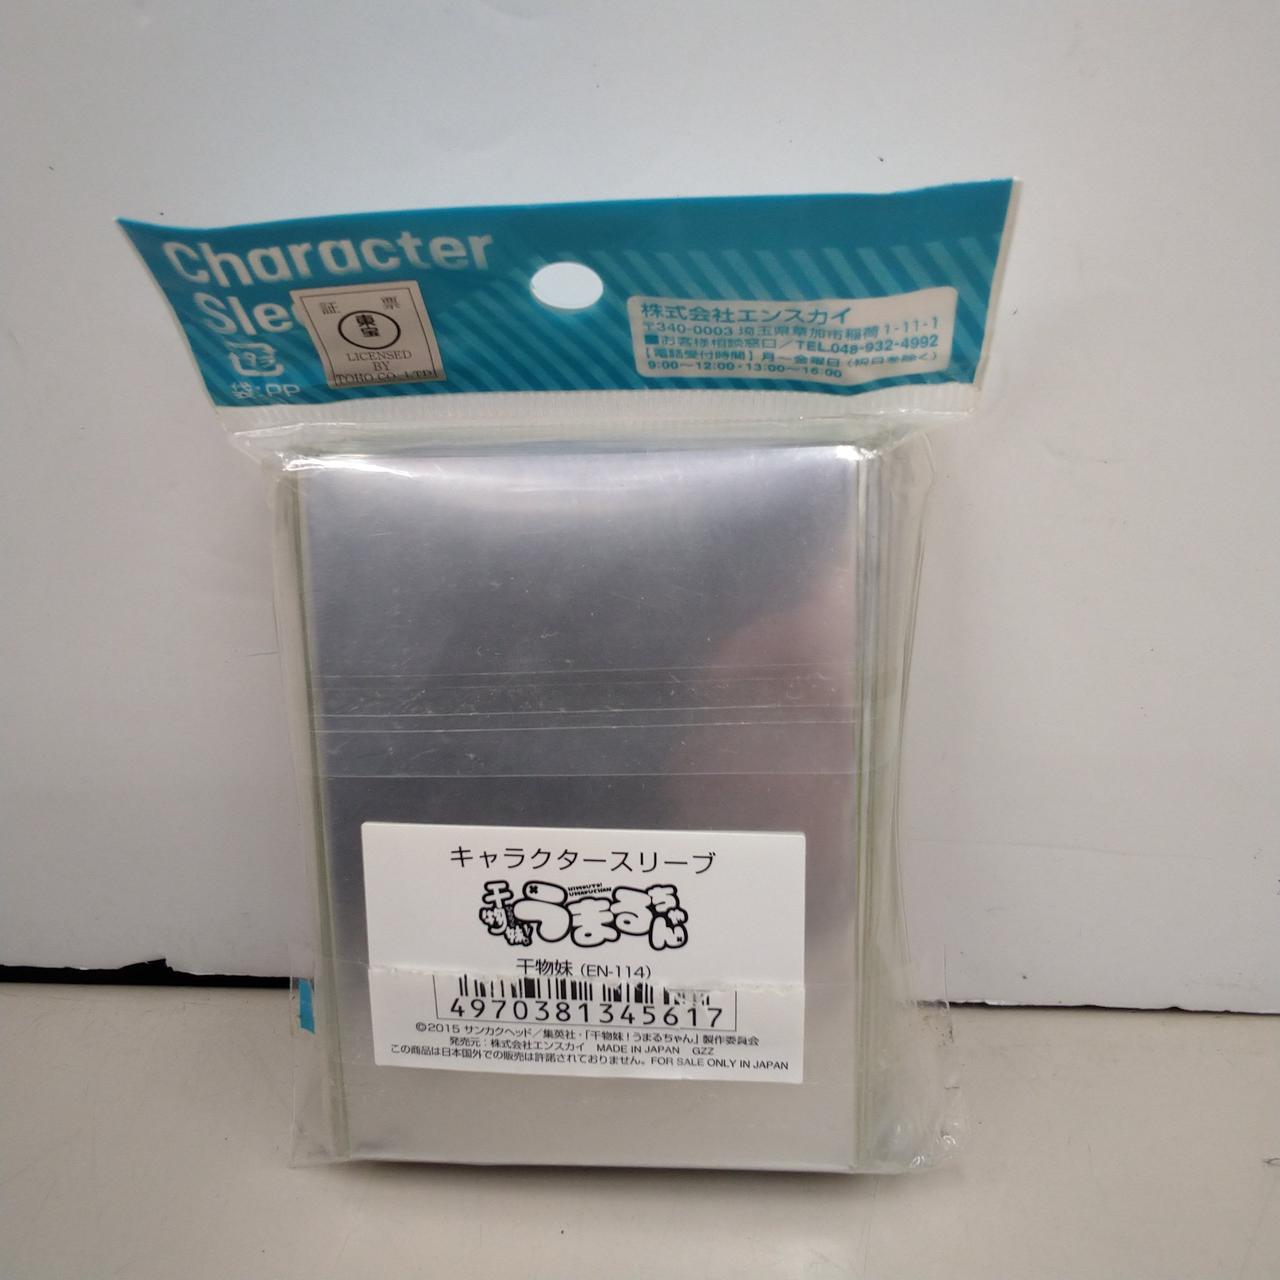 Character
Slee
袋:PP
証 票
東宝
LICENSED
BY
TOHO CO., LTD.
株式会社エンスカイ
〒340-0003 埼玉県草加市稲荷1-11-1
■お客様相談窓口／TEL.048-932-4992
【電話受付時間】月〜金曜日(祝日を除く)
9:00〜12:00・13:00〜16:00
キャラクタースリーブ
HIMOUTO!
UMARUCHAN
干物妹!うまるちゃん
干物妹 (EN-114)
4970381345617
©2015 サンカクヘッド／集英社・「干物妹！うまるちゃん」製作委員会
発売元：株式会社エンスカイ MADE IN JAPAN GZZ
この商品は日本国外での販売は許諾されておりません。FOR SALE ONLY IN JAPAN